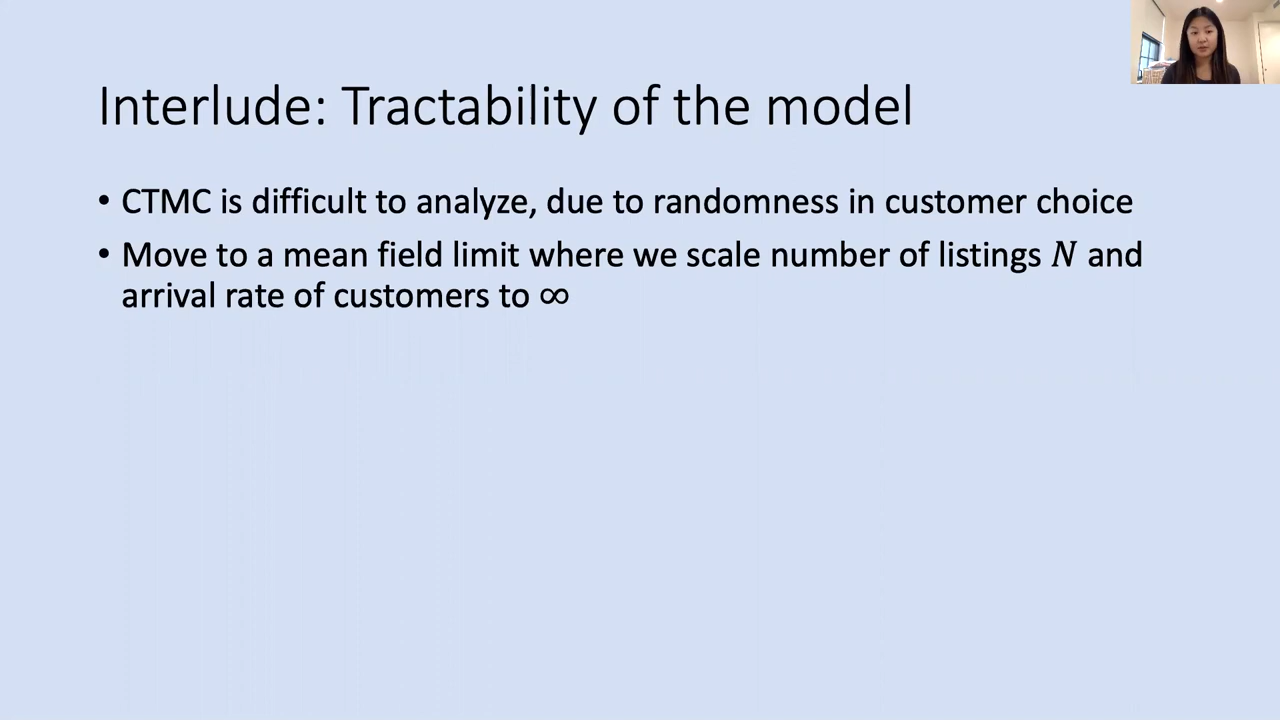 Interlude: Tractability of the model
• CTMC is difficult to analyze, due to randomness in customer choice
• Move to a mean field limit where we scale number of listings N and
arrival rate of customers to ∞